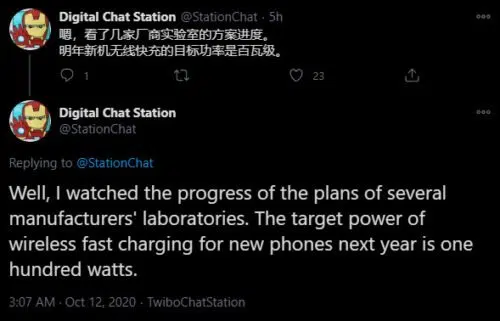 Digital Chat Station @StationChat · 5h
嗯，看了几家厂商实验室的方案进度。
明年新机无线快充的目标功率是百瓦级。
1 23
Digital Chat Station
@StationChat
Replying to @StationChat
Well, I watched the progress of the plans of several
manufacturers' laboratories. The target power of
wireless fast charging for new phones next year is one
hundred watts.
3:07 AM · Oct 12, 2020 · TwiboChatStation